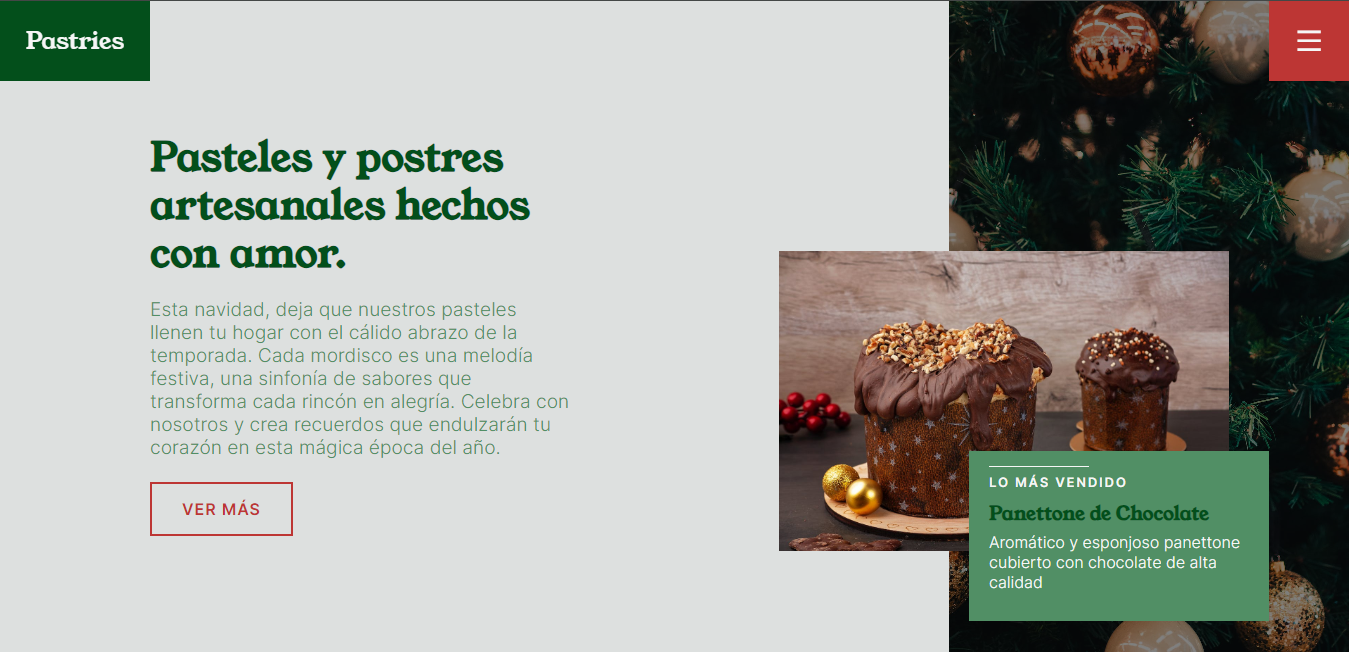 Pastries
Pasteles y postres
artesanales hechos
con amor.
Esta navidad, deja que nuestros pasteles
llenen tu hogar con el cálido abrazo de la
temporada. Cada mordisco es una melodía
festiva, una sinfonía de sabores que
transforma cada rincón en alegría. Celebra con
nosotros y crea recuerdos que endulzarán tu
corazón en esta mágica época del año.
VER MÁS
LO MÁS VENDIDO
Panettone de Chocolate
Aromático y esponjoso panettone
cubierto con chocolate de alta
calidad